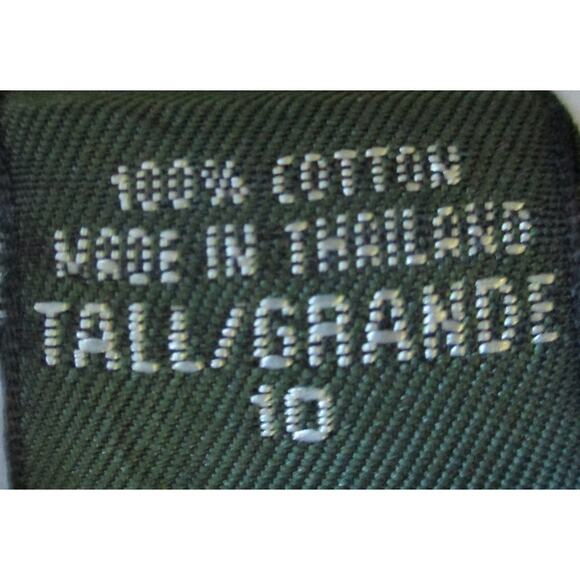 100% COTTON
MADE IN THAILAND
TALL/GRANDE
10